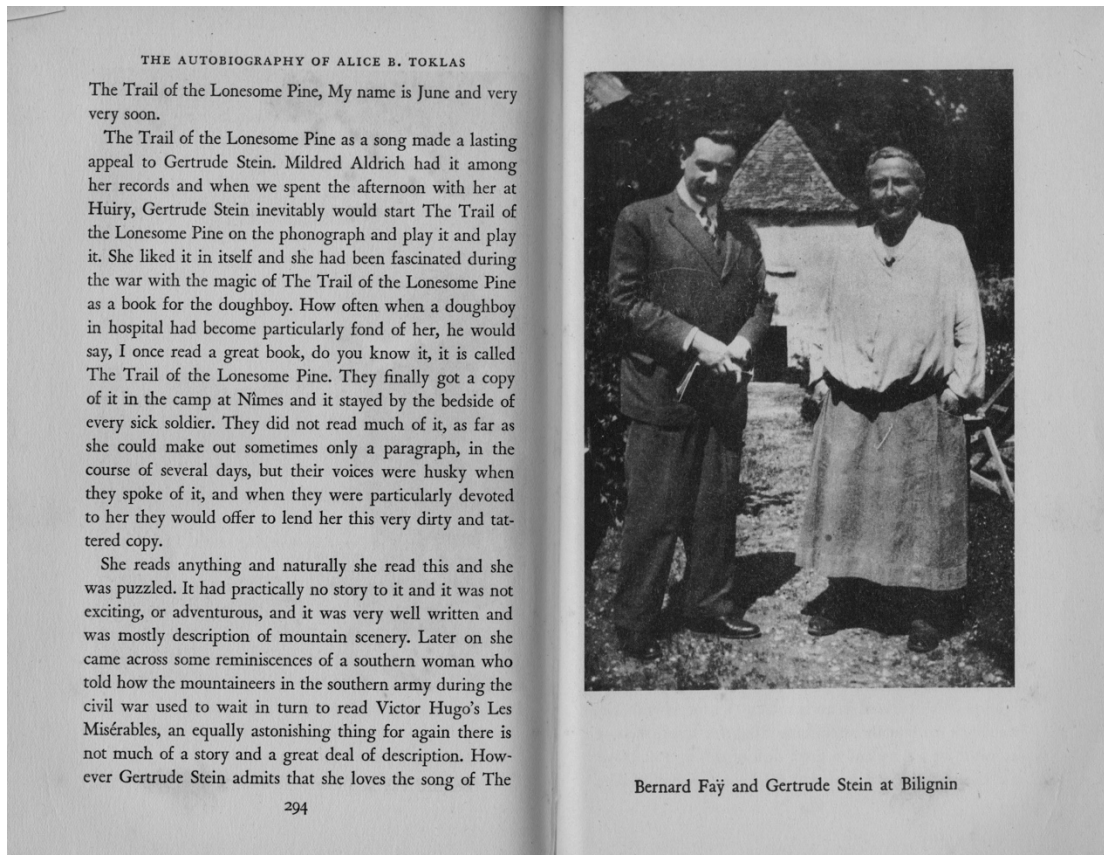 THE AUTOBIOGRAPHY OF ALICE B. TOKLAS
The Trail of the Lonesome Pine, My name is June and very
very soon.
The Trail of the Lonesome Pine as a song made a lasting
appeal to Gertrude Stein. Mildred Aldrich had it among
her records and when we spent the afternoon with her at
Huiry, Gertrude Stein inevitably would start The Trail of
the Lonesome Pine on the phonograph and play it and play
it. She liked it in itself and she had been fascinated during
the war with the magic of The Trail of the Lonesome Pine
as a book for the doughboy. How often when a doughboy
in hospital had become particularly fond of her, he would
say, I once read a great book, do you know it, it is called
The Trail of the Lonesome Pine. They finally got a copy
of it in the camp at Nîmes and it stayed by the bedside of
every sick soldier. They did not read much of it, as far as
she could make out sometimes only a paragraph, in the
course of several days, but their voices were husky when
they spoke of it, and when they were particularly devoted
to her they would offer to lend her this very dirty and tat-
tered copy.
She reads anything and naturally she read this and she
was puzzled. It had practically no story to it and it was not
exciting, or adventurous, and it was very well written and
was mostly description of mountain scenery. Later on she
came across some reminiscences of a southern woman who
told how the mountaineers in the southern army during the
civil war used to wait in turn to read Victor Hugo's Les
Misérables, an equally astonishing thing for again there is
not much of a story and a great deal of description. How-
ever Gertrude Stein admits that she loves the song of The
294
Bernard Faÿ and Gertrude Stein at Bilignin